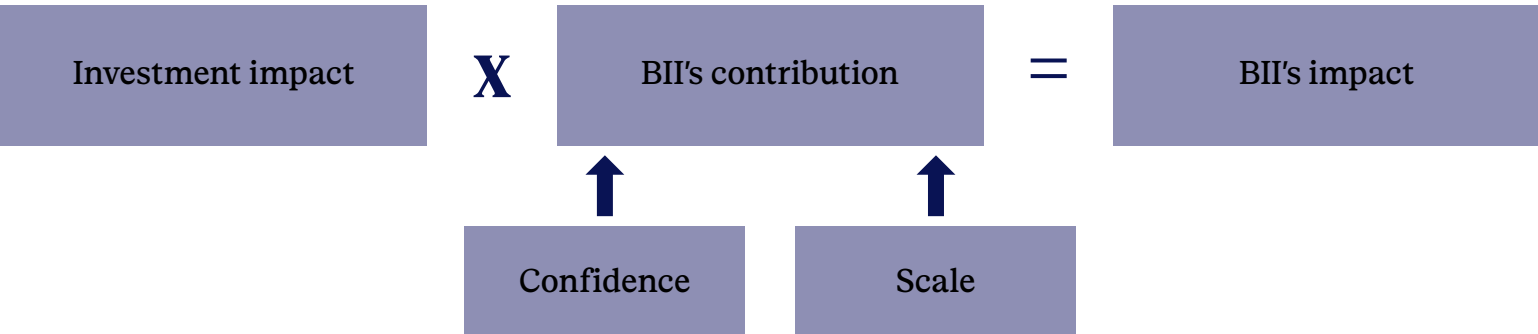 Investment impact x BII's contribution = BII's impact
Confidence Scale